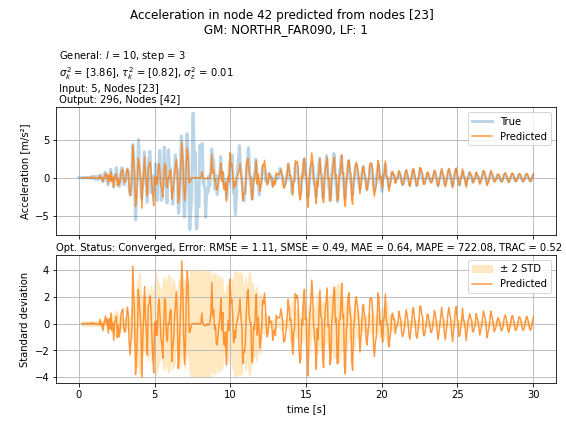 Acceleration in node 42 predicted from nodes [23]
GM: NORTHR_FAR090, LF: 1
General: l = 10, step = 3
σ²ₖ = [3.86], τ²ₖ = [0.82], σ²ε = 0.01
Input: 5, Nodes [23]
Output: 296, Nodes [42]
True
Predicted
Acceleration [m/s²]
5
0
−5
Opt. Status: Converged, Error: RMSE = 1.11, SMSE = 0.49, MAE = 0.64, MAPE = 722.08, TRAC = 0.52
± 2 STD
Predicted
Standard deviation
4
2
0
−2
−4
0 5 10 15 20 25 30
time [s]